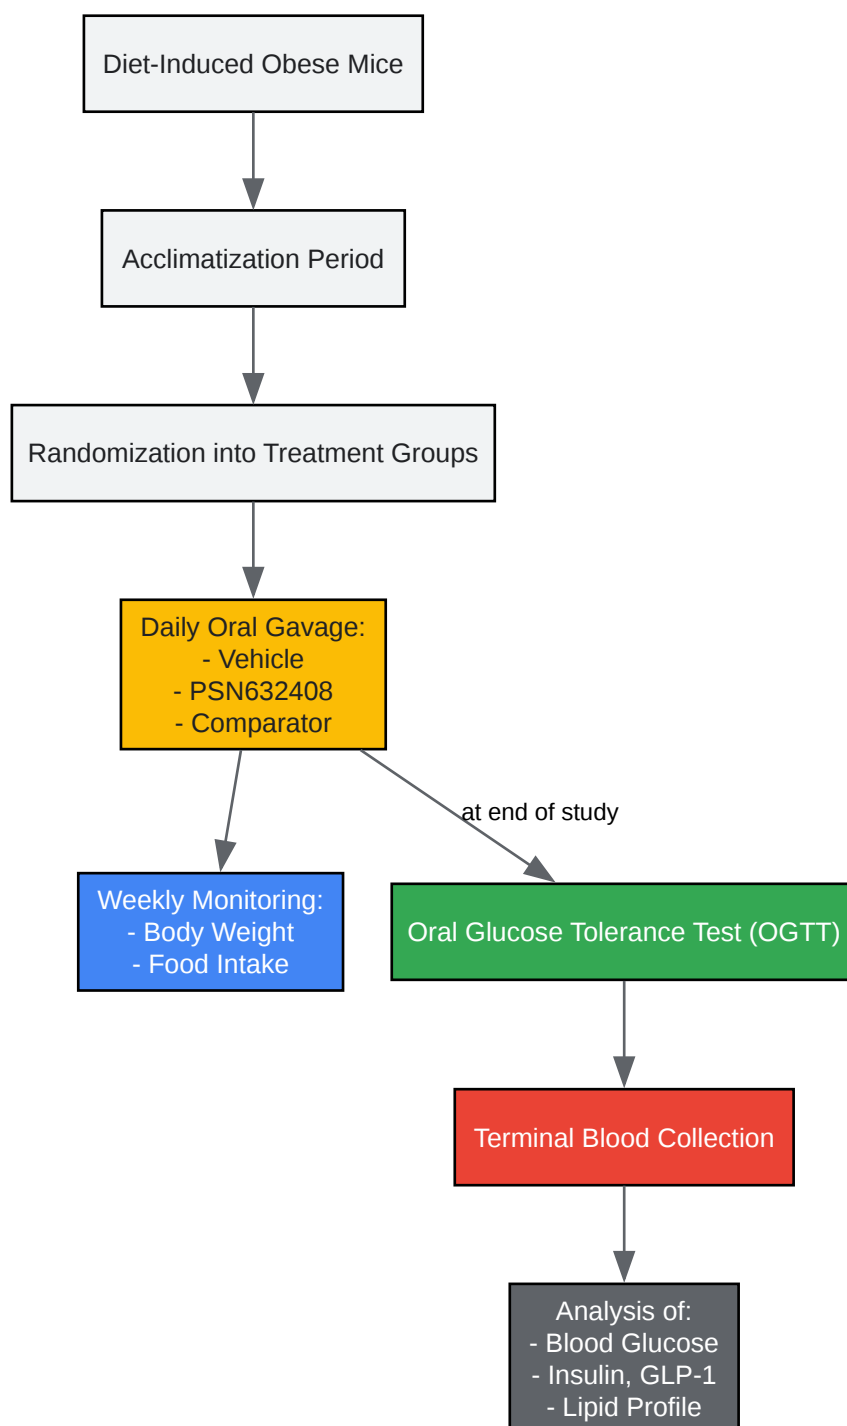 Diet-Induced Obese Mice
Acclimatization Period
Randomization into Treatment Groups
Daily Oral Gavage:
- Vehicle
- PSN632408
- Comparator
at end of study
Weekly Monitoring:
- Body Weight
- Food Intake
Oral Glucose Tolerance Test (OGTT)
Terminal Blood Collection
Analysis of:
- Blood Glucose
- Insulin, GLP-1
- Lipid Profile